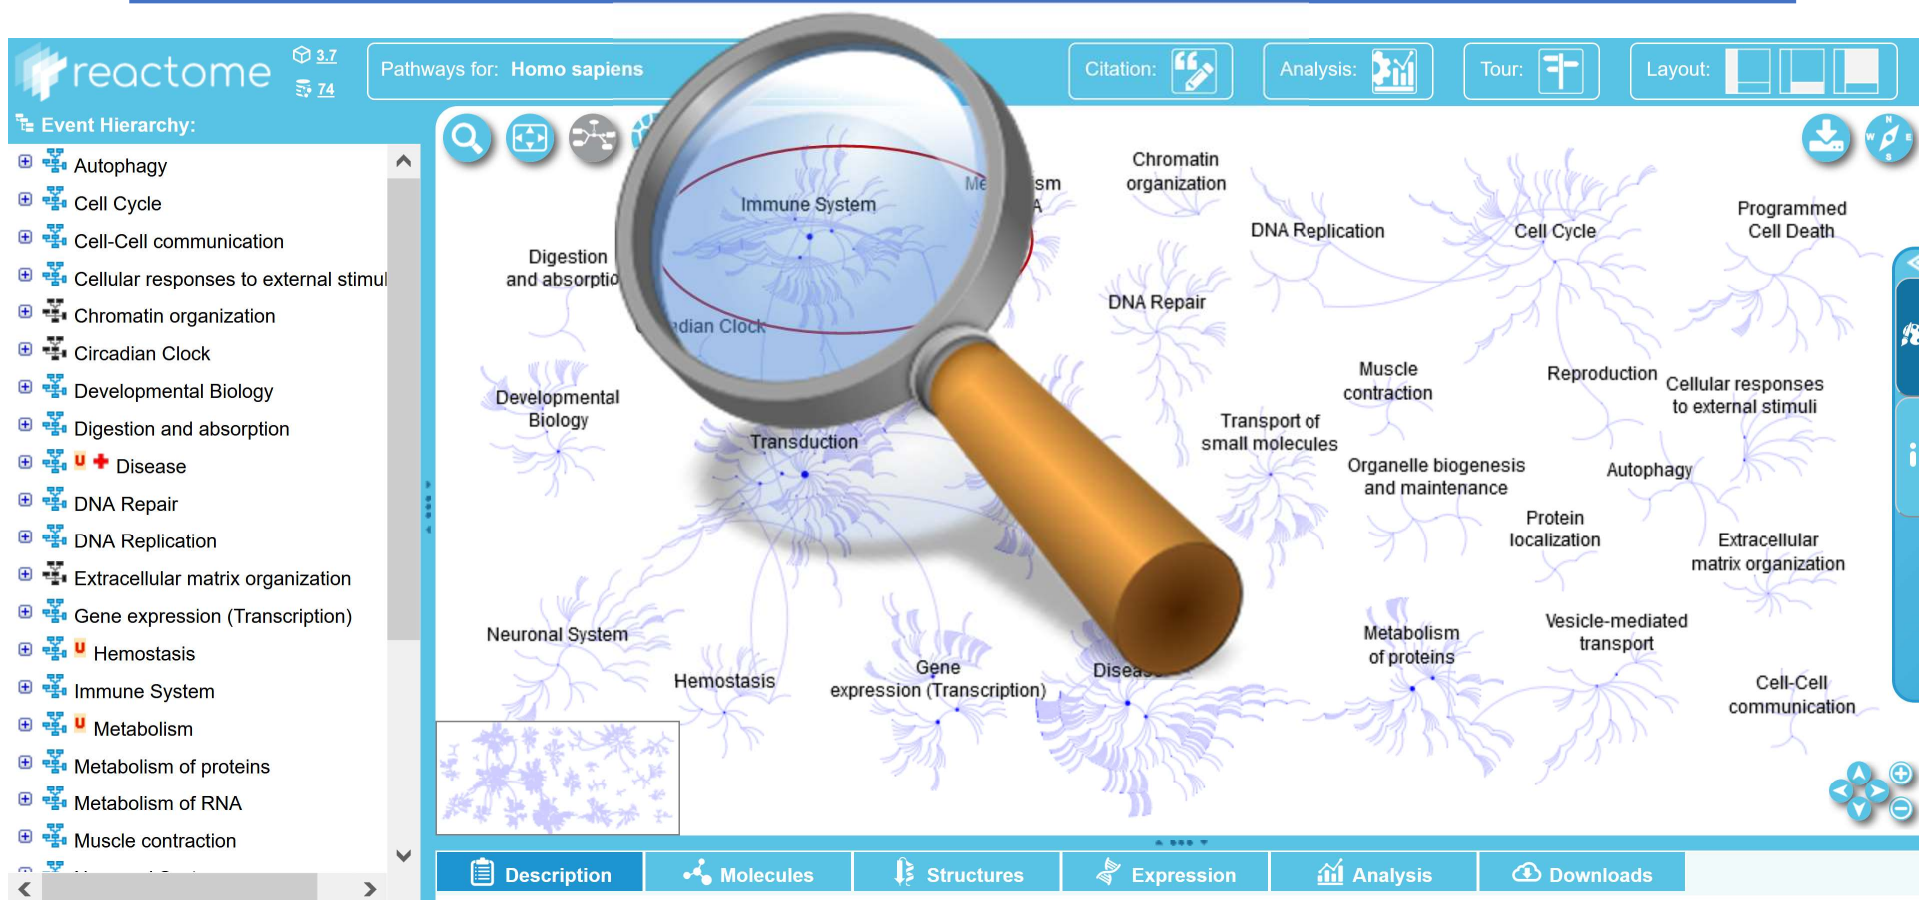 reactome
3.7
74
Pathways for: Homo sapiens
Citation:
Analysis:
Tour:
Layout:
Event Hierarchy:
Autophagy
Cell Cycle
Cell-Cell communication
Cellular responses to external stimul
Chromatin organization
Circadian Clock
Developmental Biology
Digestion and absorption
U Disease
DNA Repair
DNA Replication
Extracellular matrix organization
Gene expression (Transcription)
U Hemostasis
Immune System
U Metabolism
Metabolism of proteins
Metabolism of RNA
Muscle contraction
N
W E
S
Immune System
Chromatin
organization
DNA Replication
Cell Cycle
Programmed
Cell Death
Digestion
and absorptio
DNA Repair
dian Clock
Developmental
Biology
Muscle
contraction
Reproduction
Cellular responses
to external stimuli
Transduction
Transport of
small molecules
Organelle biogenesis
and maintenance
Autophagy
Protein
localization
Extracellular
matrix organization
Neuronal System
Hemostasis
Gene
expression (Transcription)
Diseas
Metabolism
of proteins
Vesicle-mediated
transport
Cell-Cell
communication
Description
Molecules
Structures
Expression
Analysis
Downloads